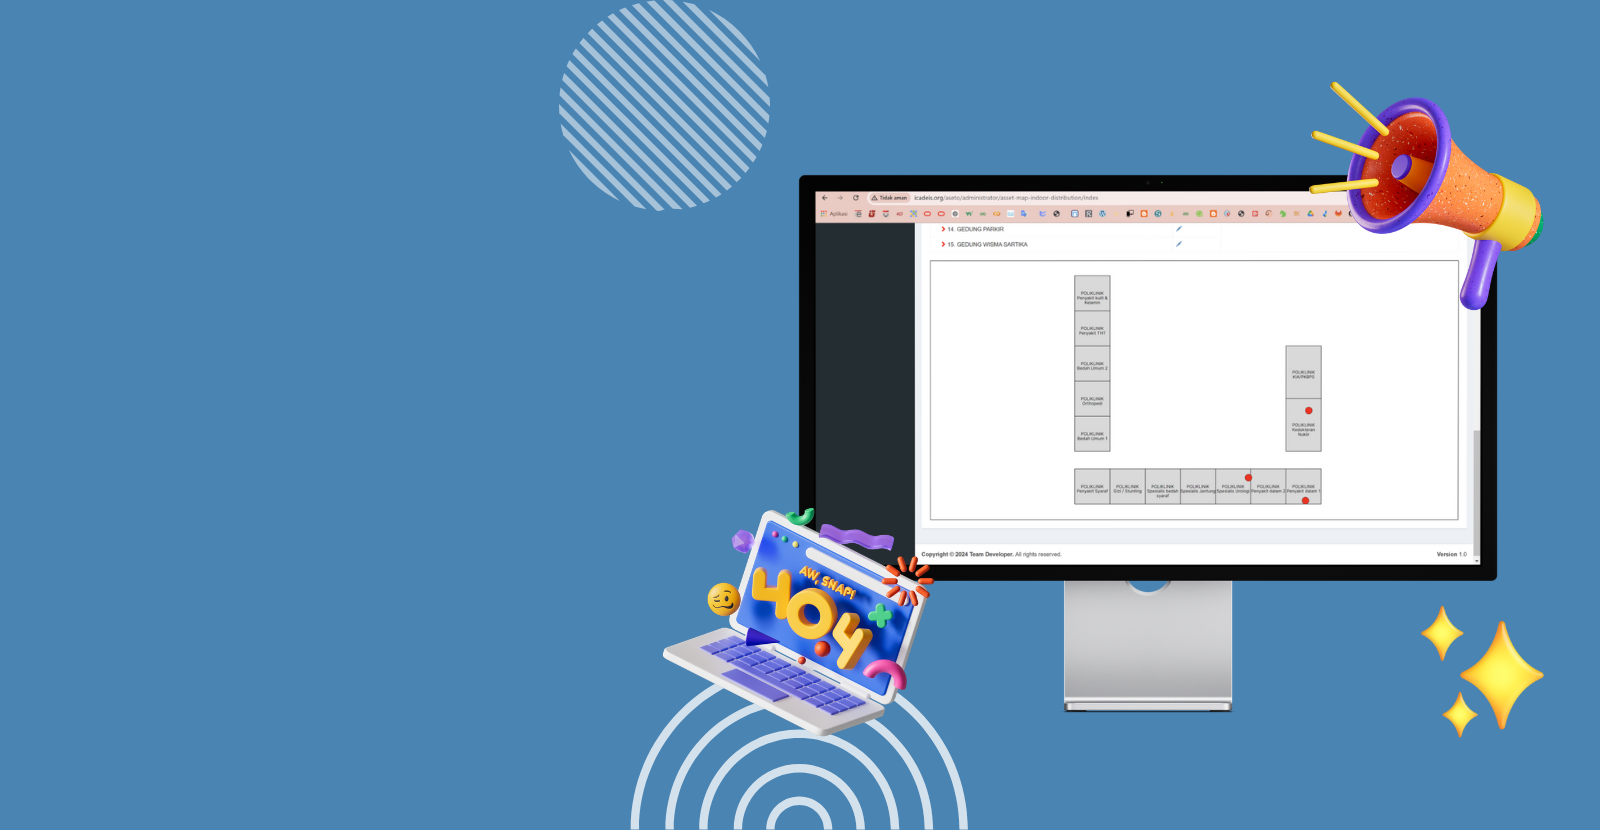 Tidak aman
icadeis.org/aseto/administrator/asset-map-indoor-distribution/index
Aplikasi
14. GEDUNG PARKIR
15. GEDUNG WISMA SARTIKA
POLIKLINIK
Penyakit kulit &
Kelamin
POLIKLINIK
Penyakit THT
POLIKLINIK
Bedah Umum 2
POLIKLINIK
Orthopedi
POLIKLINIK
Bedah Umum 1
POLIKLINIK
POLIKLINIK
Kedokteran
Nuklir
POLIKLINIK
Penyakit Syaraf
POLIKLINIK
Gizi / Stunting
POLIKLINIK
Spesialis bedah
syaraf
POLIKLINIK
Spesialis Jantung
POLIKLINIK
Spesialis Urologi
POLIKLINIK
Penyakit dalam 2
POLIKLINIK
Penyakit dalam 1
Copyright © 2024 Team Developer. All rights reserved.
Version 1.0
AW, SNAP!
404